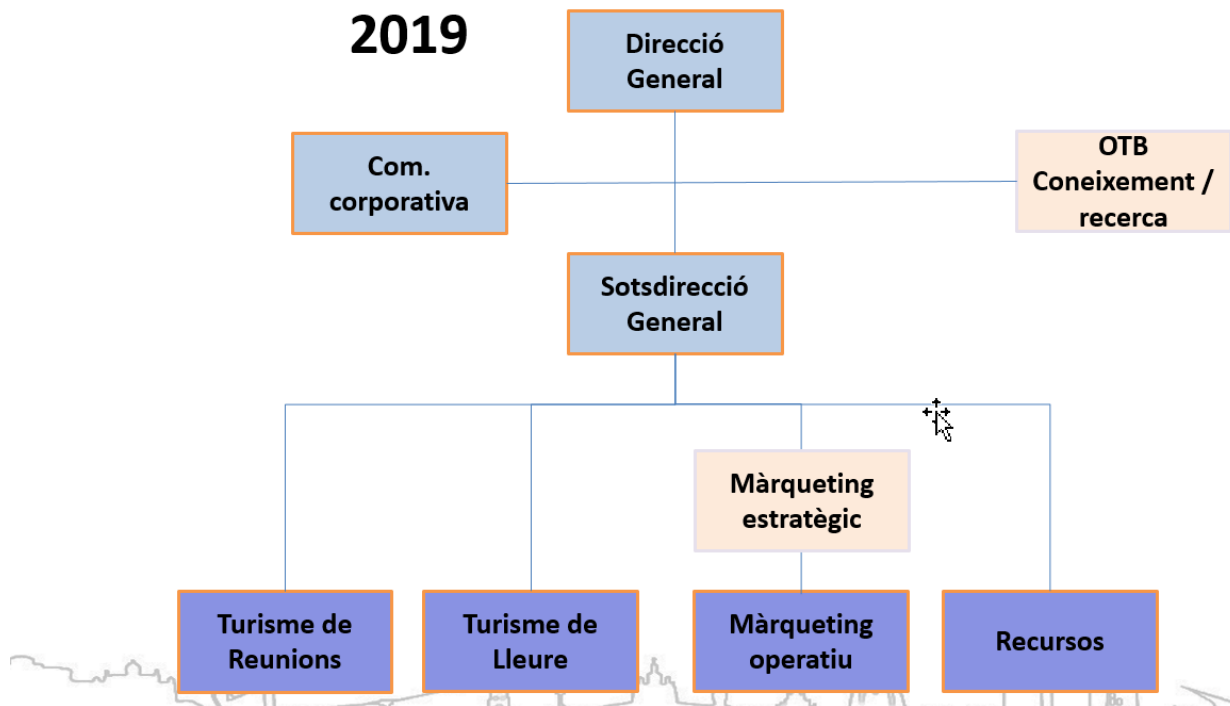 2019
Direcció
General
Com.
corporativa
OTB
Coneixement /
recerca
Sotsdirecció
General
Màrqueting
estratègic
Turisme de
Reunions
Turisme de
Lleure
Màrqueting
operatiu
Recursos